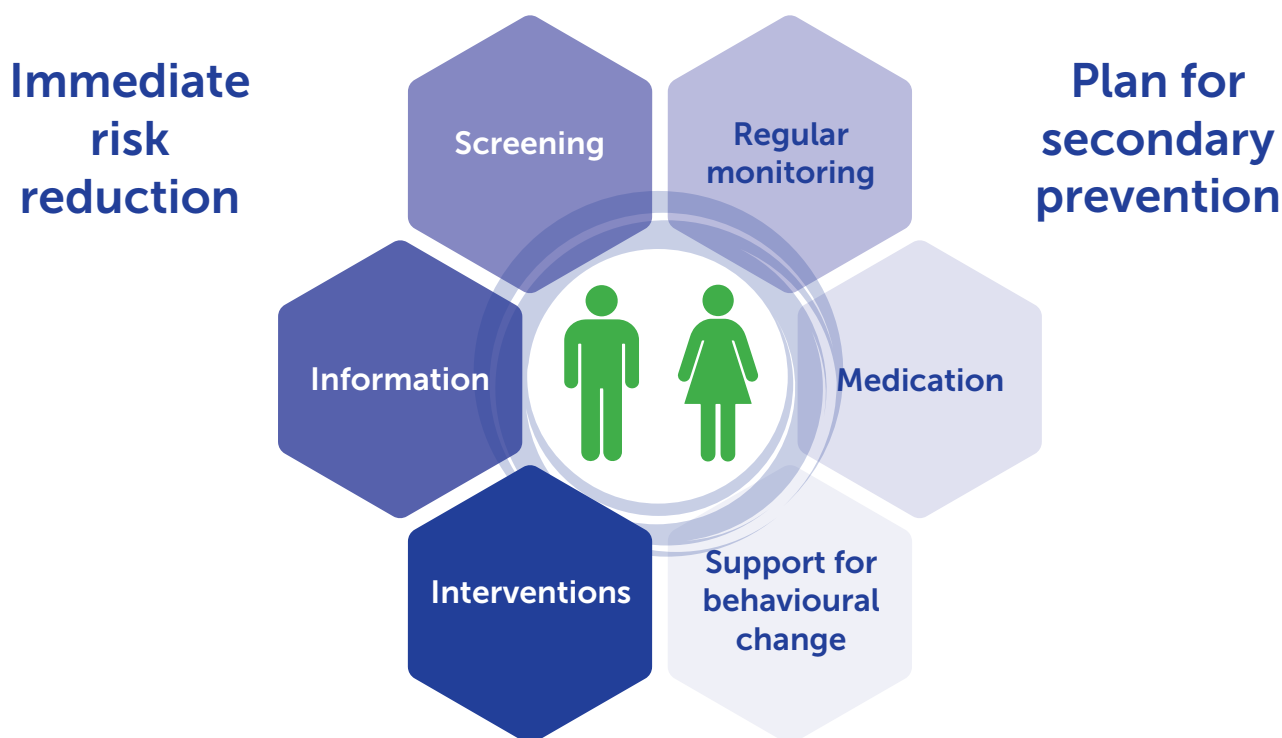 Immediate
risk
reduction
Plan for
secondary
prevention
Screening
Regular
monitoring
Information
Medication
Interventions
Support for
behavioural
change